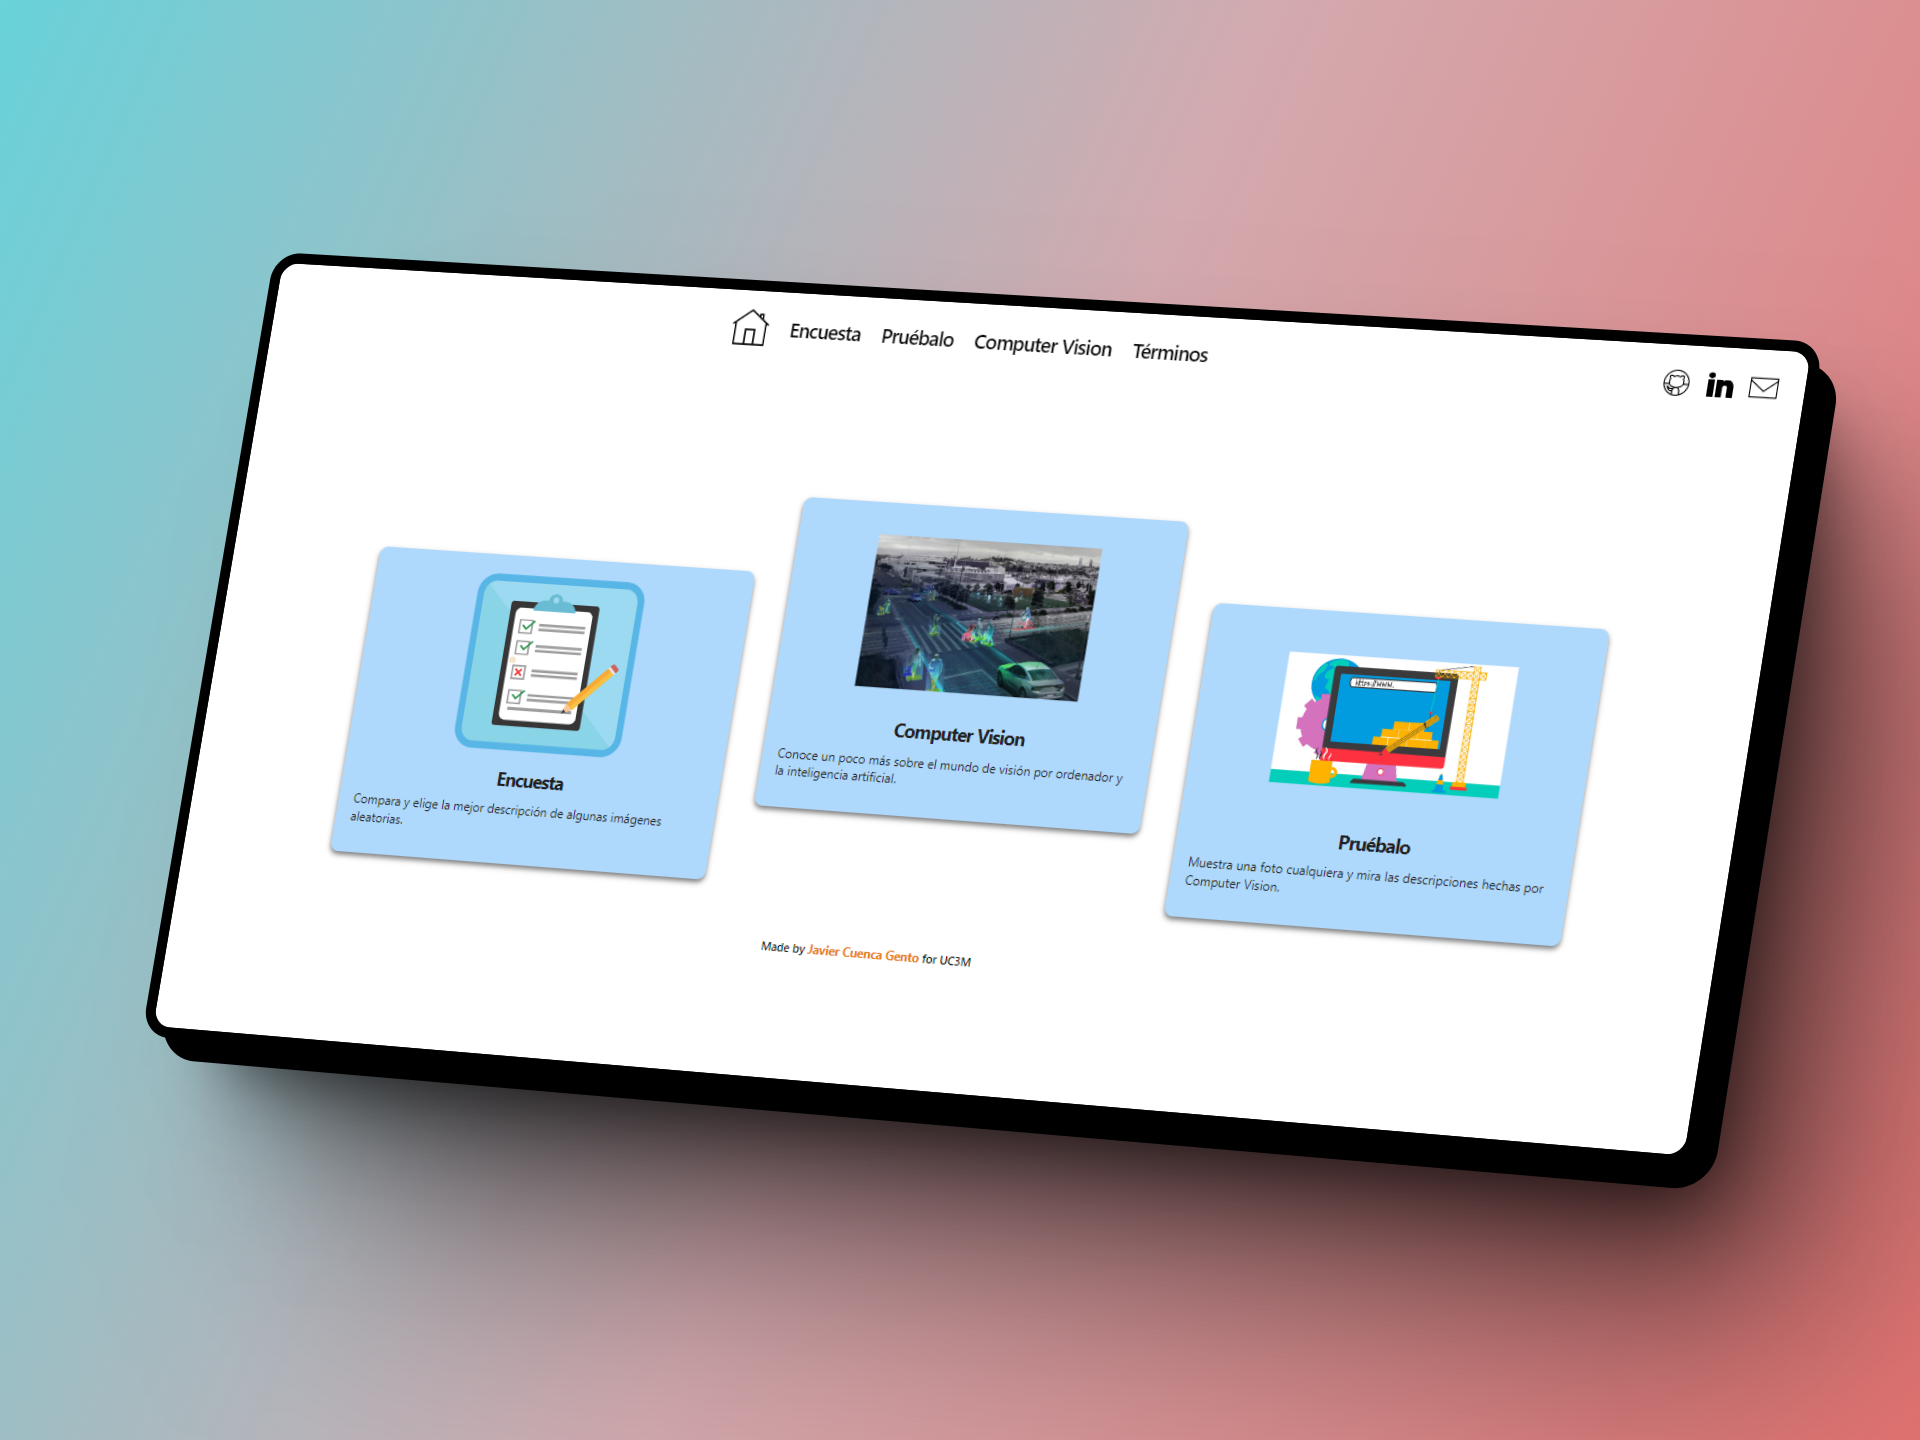 Encuesta Pruébalo Computer Vision Términos
in
Encuesta
Compara y elige la mejor descripción de algunas imágenes
aleatorias.
Computer Vision
Conoce un poco más sobre el mundo de visión por ordenador y
la inteligencia artificial.
https://www.
Pruébalo
Muestra una foto cualquiera y mira las descripciones hechas por
Computer Vision.
Made by Javier Cuenca Gento for UC3M